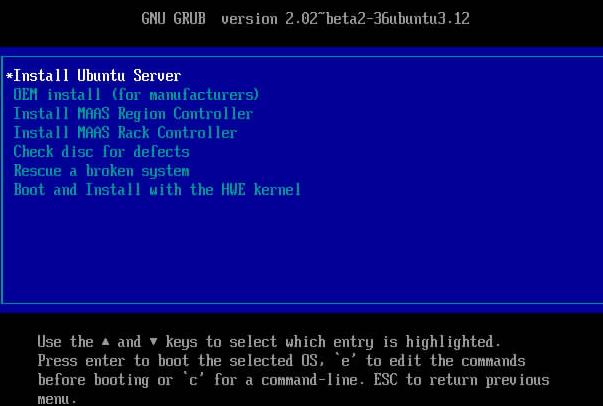 GNU GRUB  version 2.02~beta2-36ubuntu3.12
*Install Ubuntu Server
OEM install (for manufacturers)
Install MAAS Region Controller
Install MAAS Rack Controller
Check disc for defects
Rescue a broken system
Boot and Install with the HWE kernel
Use the ▲ and ▼ keys to select which entry is highlighted.
Press enter to boot the selected OS, `e' to edit the commands
before booting or `c' for a command-line. ESC to return previous
menu.